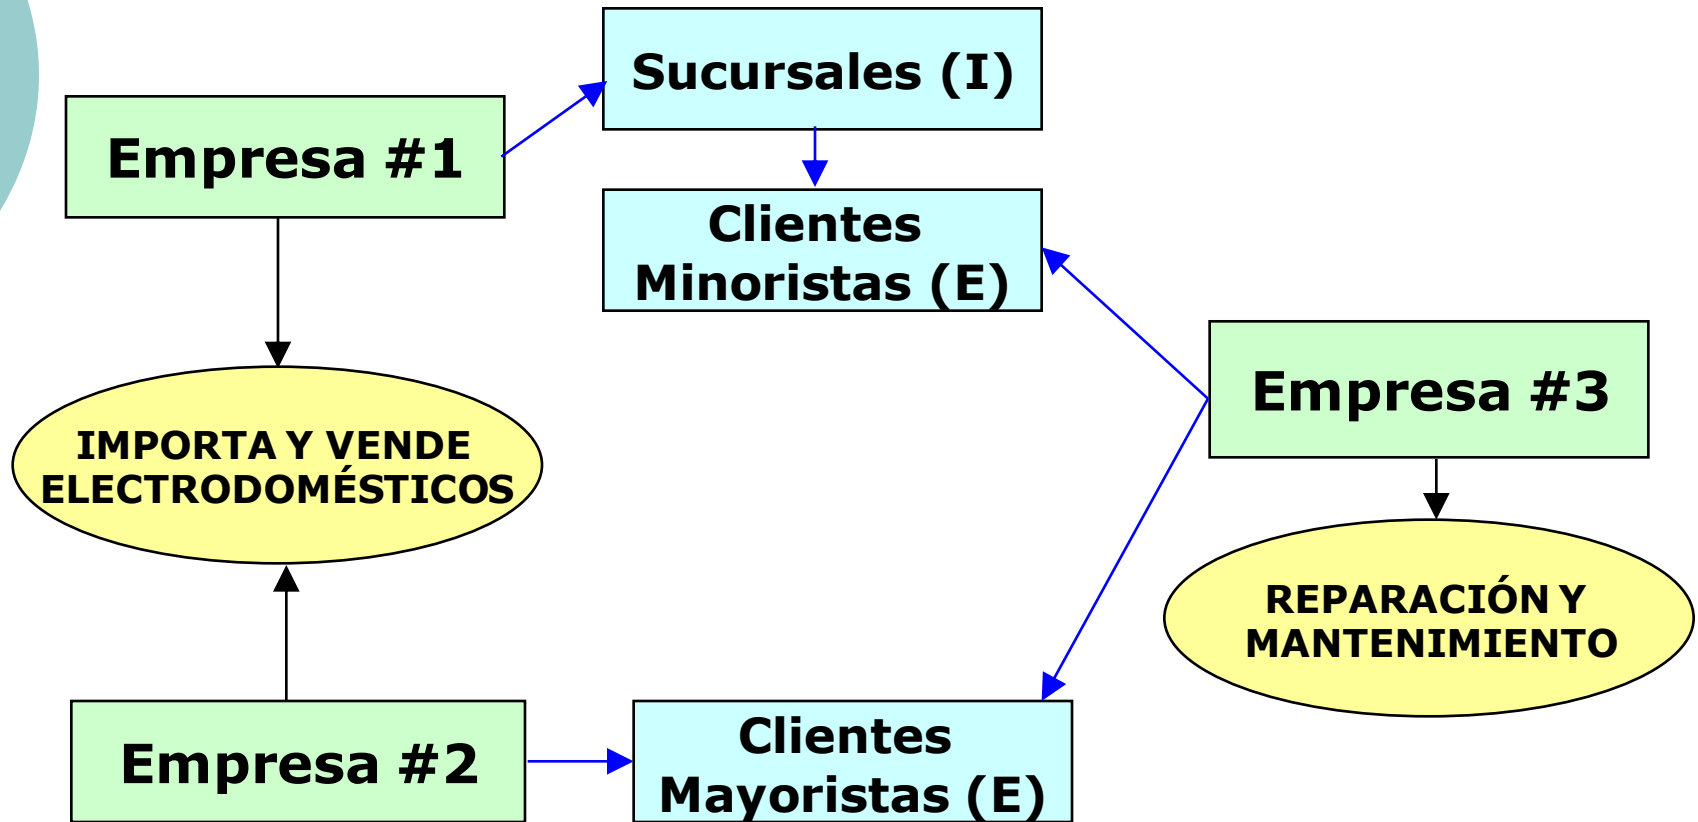 Sucursales (I)
Empresa #1
Clientes
Minoristas (E)
Empresa #3
IMPORTA Y VENDE
ELECTRODOMÉSTICOS
REPARACIÓN Y
MANTENIMIENTO
Empresa #2
Clientes
Mayoristas (E)